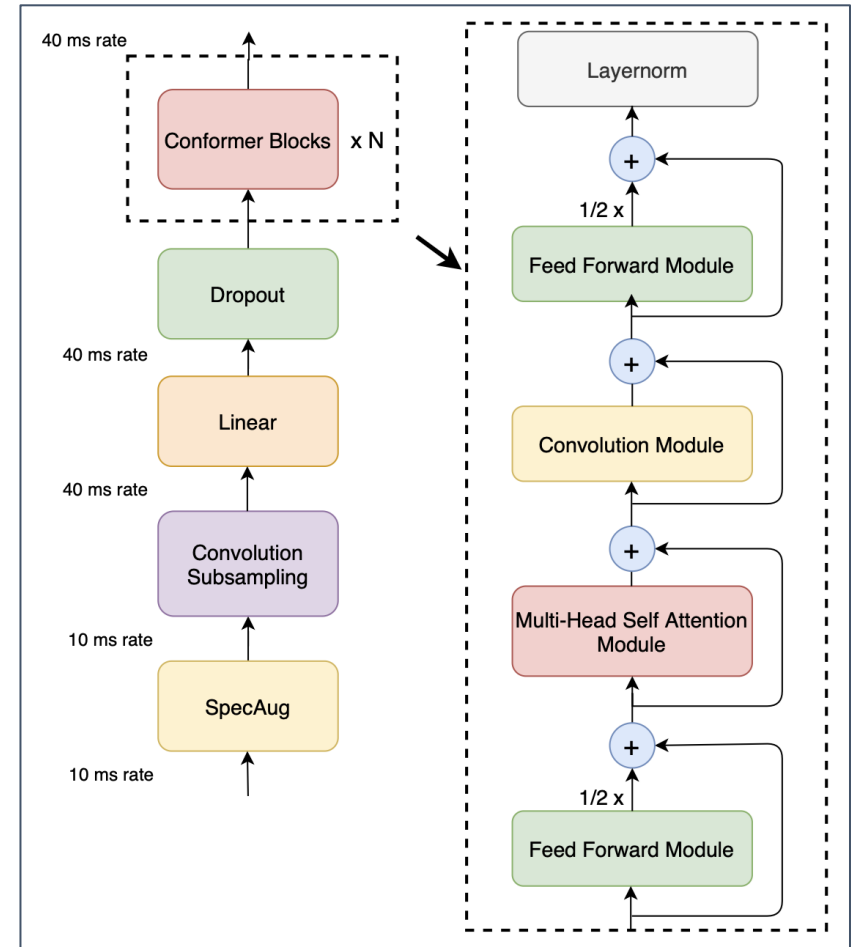 40 ms rate
Conformer Blocks
x N
Dropout
40 ms rate
Linear
40 ms rate
Convolution
Subsampling
10 ms rate
SpecAug
10 ms rate
Layernorm
+
1/2 x
Feed Forward Module
+
Convolution Module
+
Multi-Head Self Attention
Module
+
1/2 x
Feed Forward Module